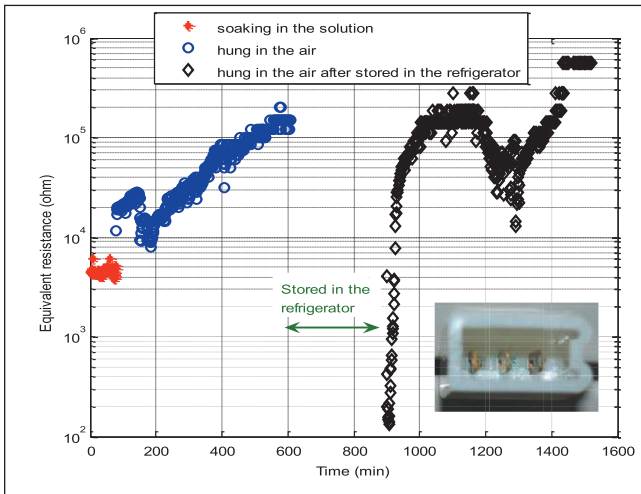 soaking in the solution
hung in the air
hung in the air after stored in the refrigerator
10^6
10^5
10^4
10^3
10^2
Equivalent resistance (ohm)
Stored in the
refrigerator
0 200 400 600 800 1000 1200 1400 1600
Time (min)